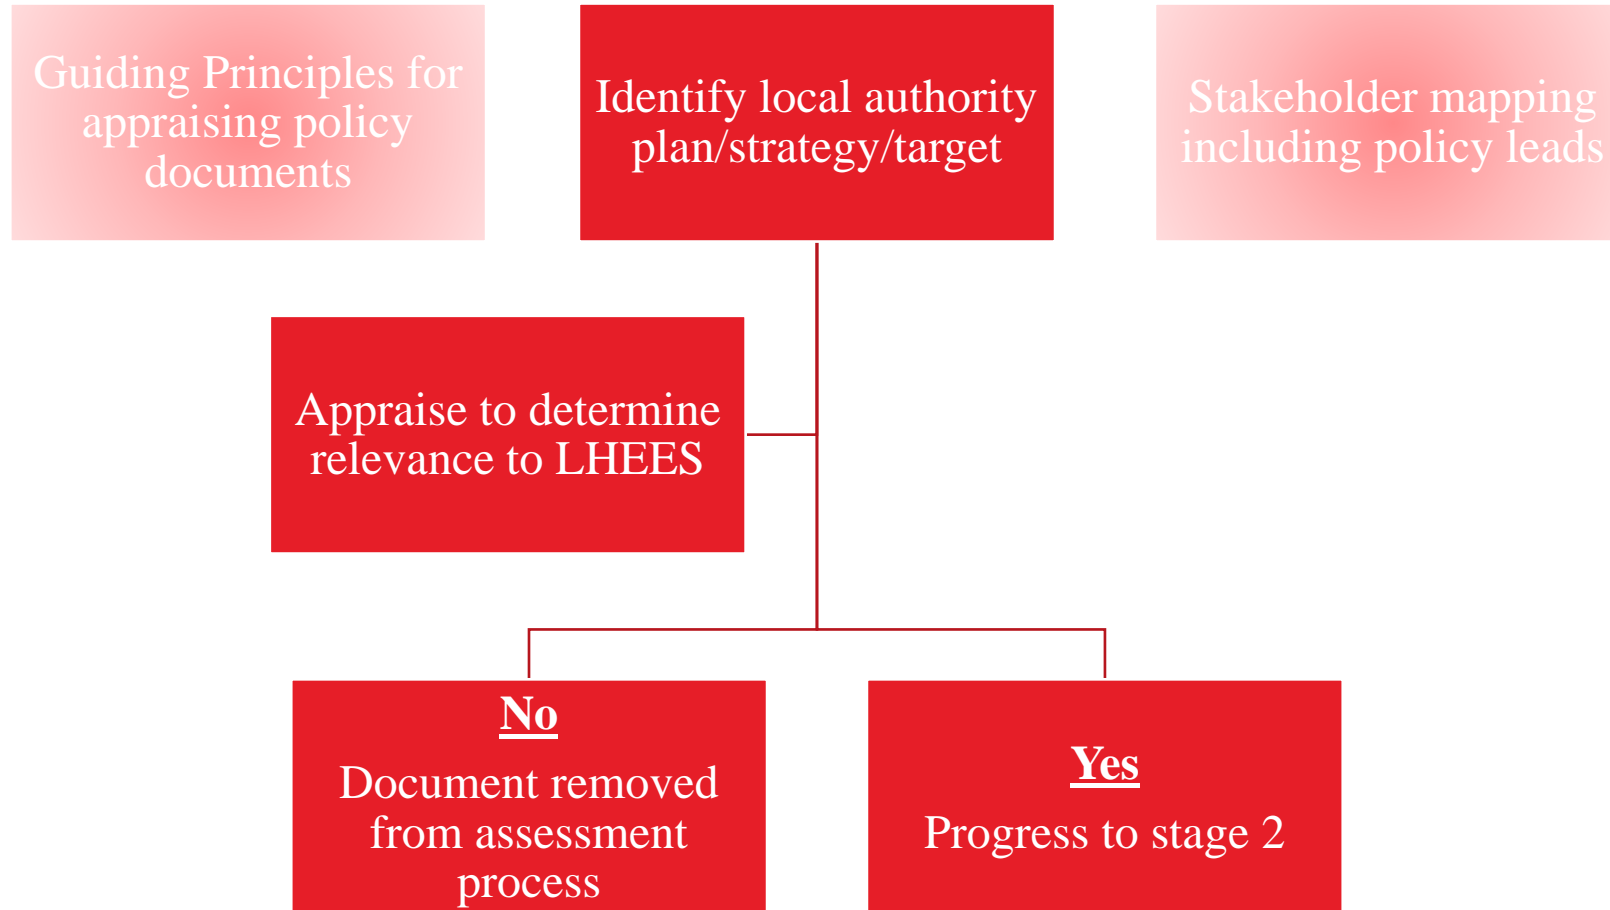 Guiding Principles for
appraising policy
documents
Identify local authority
plan/strategy/target
Stakeholder mapping
including policy leads
Appraise to determine
relevance to LHEES
No
Document removed
from assessment
process
Yes
Progress to stage 2